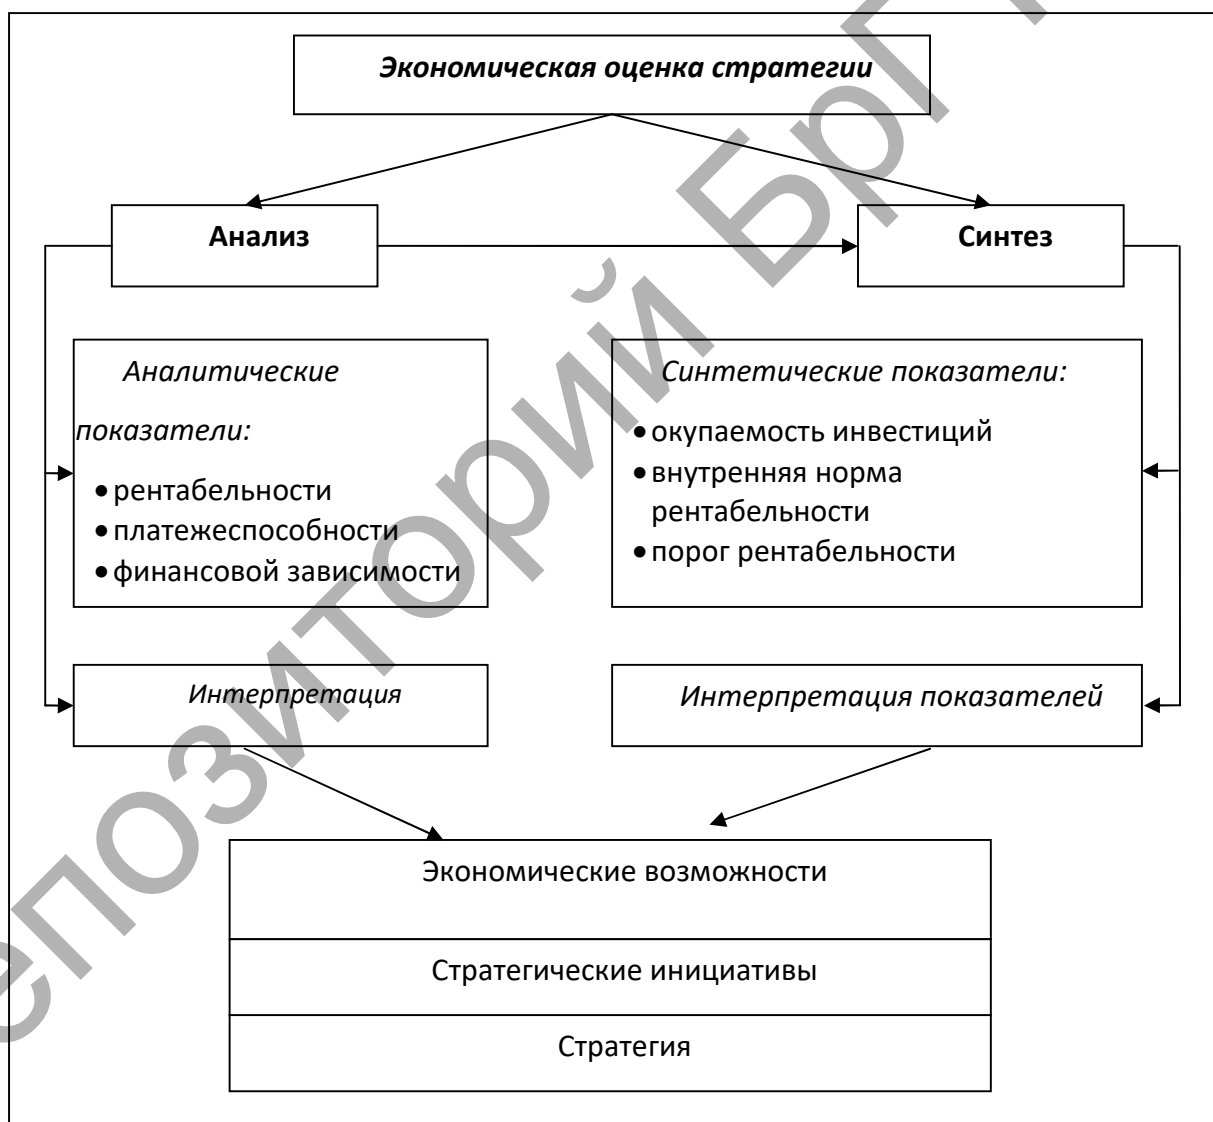 Экономическая оценка стратегии
Анализ
Синтез
Аналитические
показатели:
• рентабельности
• платежеспособности
• финансовой зависимости
Синтетические показатели:
• окупаемость инвестиций
• внутренняя норма
рентабельности
• порог рентабельности
Интерпретация
Интерпретация показателей
Экономические возможности
Стратегические инициативы
Стратегия
епозиторий